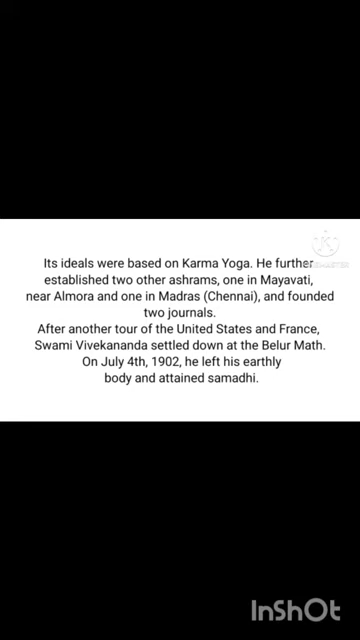 Its ideals were based on Karma Yoga. He further
established two other ashrams, one in Mayavati,
near Almora and one in Madras (Chennai), and founded
two journals.
After another tour of the United States and France,
Swami Vivekananda settled down at the Belur Math.
On July 4th, 1902, he left his earthly
body and attained samadhi.
InShOt